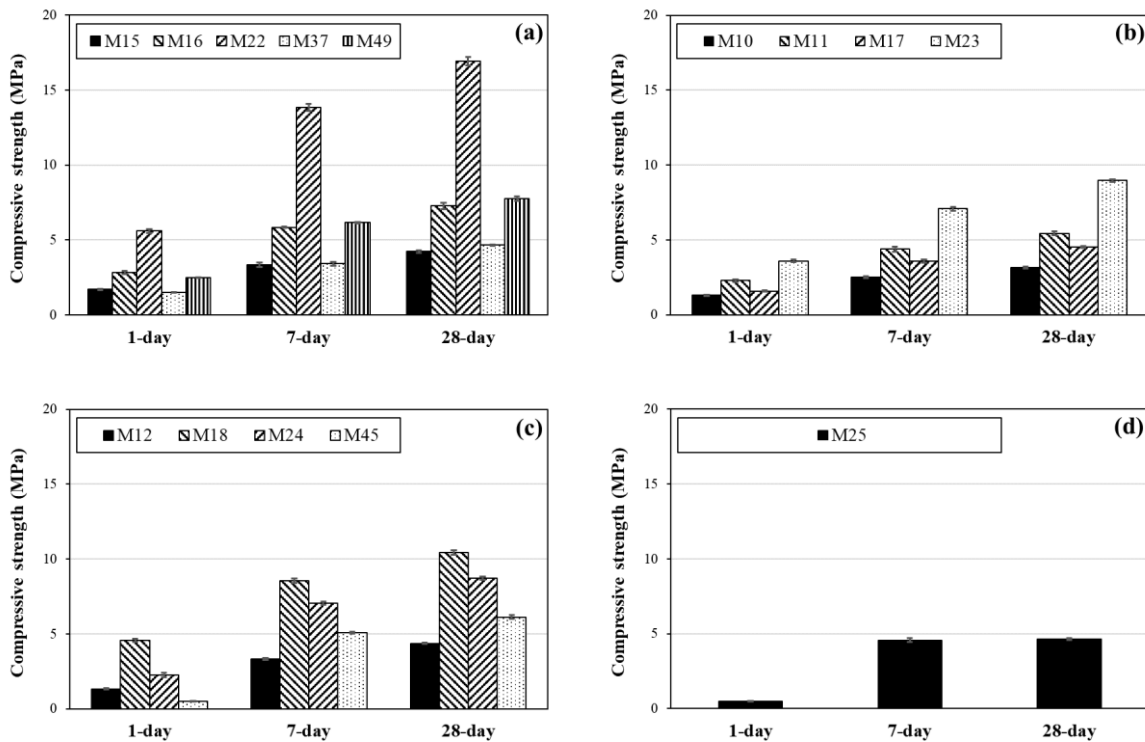 M15 M16 M22 M37 M49
(a)
Compressive strength (MPa)
20
15
10
5
0
1-day 7-day 28-day
M10 M11 M17 M23
(b)
Compressive strength (MPa)
20
15
10
5
0
1-day 7-day 28-day
M12 M18 M24 M45
(c)
Compressive strength (MPa)
20
15
10
5
0
1-day 7-day 28-day
M25
(d)
Compressive strength (MPa)
20
15
10
5
0
1-day 7-day 28-day